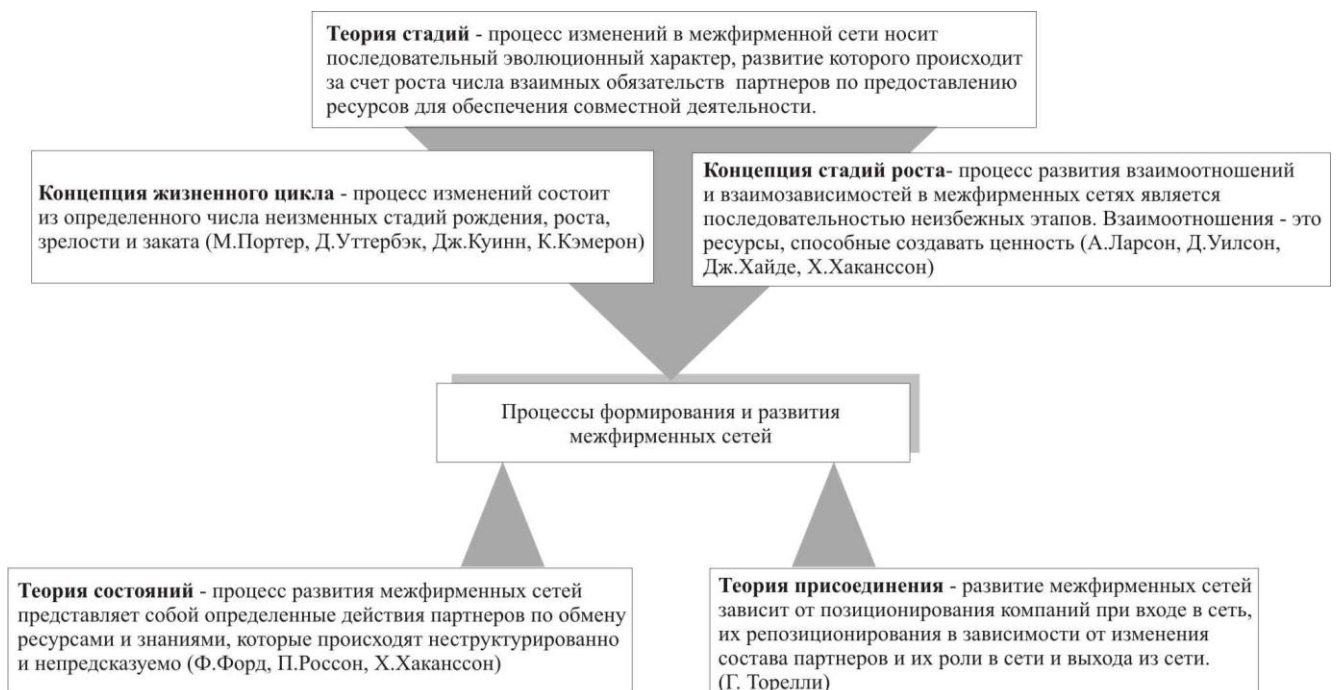 Теория стадий - процесс изменений в межфирменной сети носит
последовательный эволюционный характер, развитие которого происходит
за счет роста числа взаимных обязательств партнеров по предоставлению
ресурсов для обеспечения совместной деятельности.
Концепция жизненного цикла - процесс изменений состоит
из определенного числа неизменных стадий рождения, роста,
зрелости и заката (М.Портер, Д.Уттербэк, Дж.Куинн, К.Кэмерон)
Концепция стадий роста- процесс развития взаимоотношений
и взаимозависимостей в межфирменных сетях является
последовательностью неизбежных этапов. Взаимоотношения - это
ресурсы, способные создавать ценность (А.Ларсон, Д.Уилсон,
Дж.Хайде, Х.Хаканссон)
Процессы формирования и развития
межфирменных сетей
Теория состояний - процесс развития межфирменных сетей
представляет собой определенные действия партнеров по обмену
ресурсами и знаниями, которые происходят неструктурированно
и непредсказуемо (Ф.Форд, П.Россон, Х.Хаканссон)
Теория присоединения - развитие межфирменных сетей
зависит от позиционирования компаний при входе в сеть,
их репозиционирования в зависимости от изменения
состава партнеров и их роли в сети и выхода из сети.
(Г. Торелли)